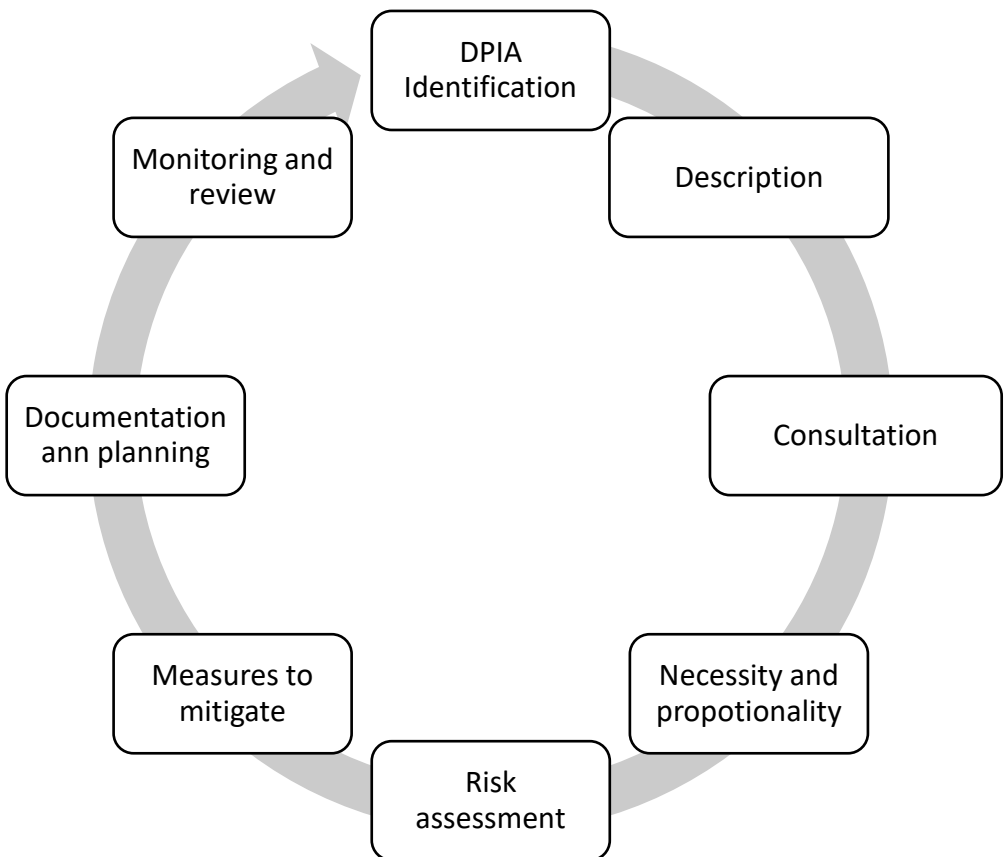 DPIA
Identification
Description
Consultation
Necessity and
propotionality
Risk
assessment
Measures to
mitigate
Documentation
ann planning
Monitoring and
review